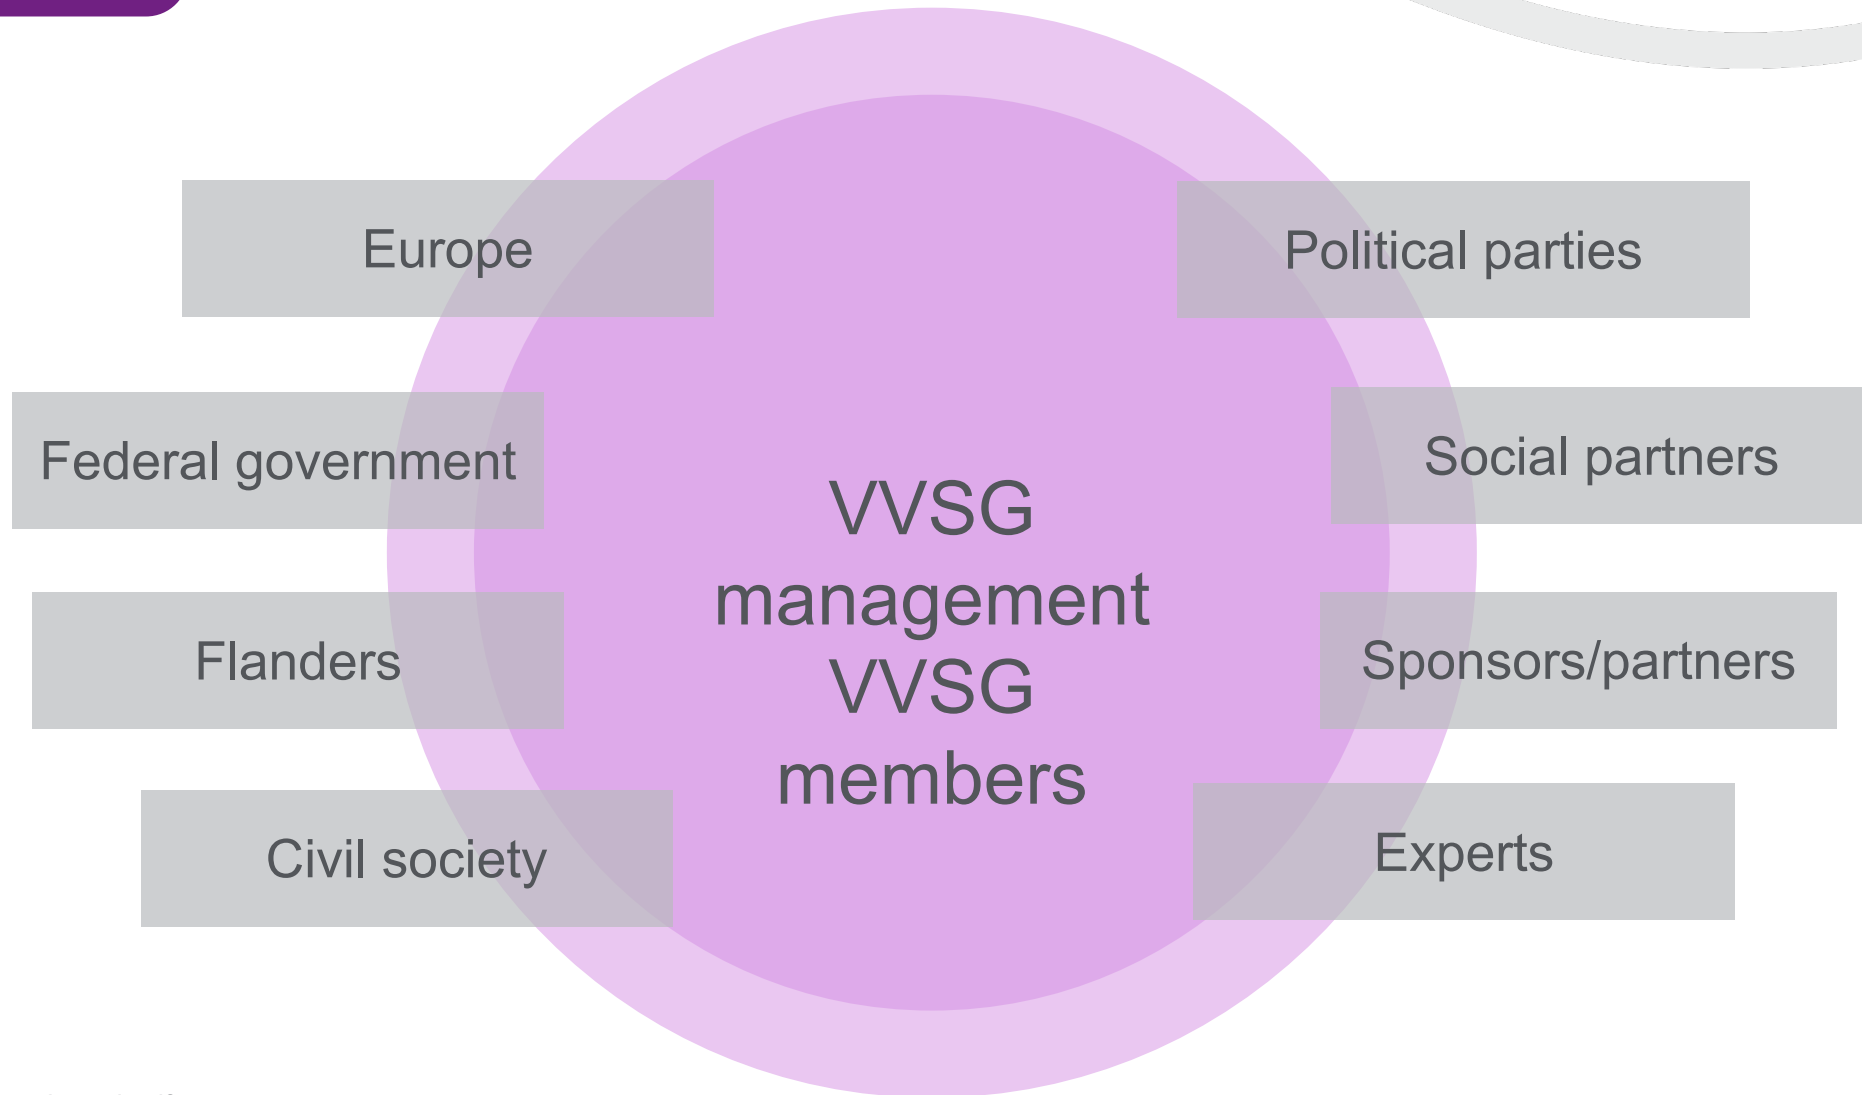 Europe
Political parties
Federal government
Social partners
VVSG
management
VVSG
members
Flanders
Sponsors/partners
Civil society
Experts